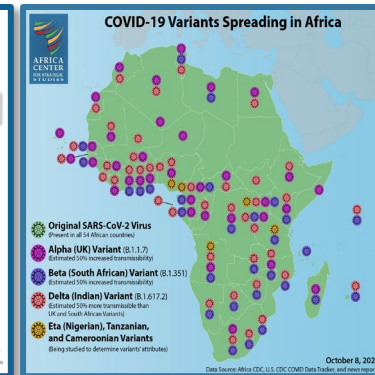 COVID-19 Variants Spreading in Africa
AFRICA
CENTER
FOR STRATEGIC
STUDIES
Original SARS-CoV-2 Virus
(Present in all 54 African countries)
Alpha (UK) Variant (B.1.1.7)
(Estimated 50% increased transmissibility)
Beta (South African) Variant (B.1.351)
(Estimated 50% increased transmissibility)
Delta (Indian) Variant (B.1.617.2)
(Estimated 50% more transmissible than
UK and South African Variants)
Eta (Nigerian), Tanzanian,
and Cameroonian Variants
(Being studied to determine variants' attributes)
October 8, 202
Data Source: Africa CDC, U.S. CDC COVID Data Tracker, and news repor